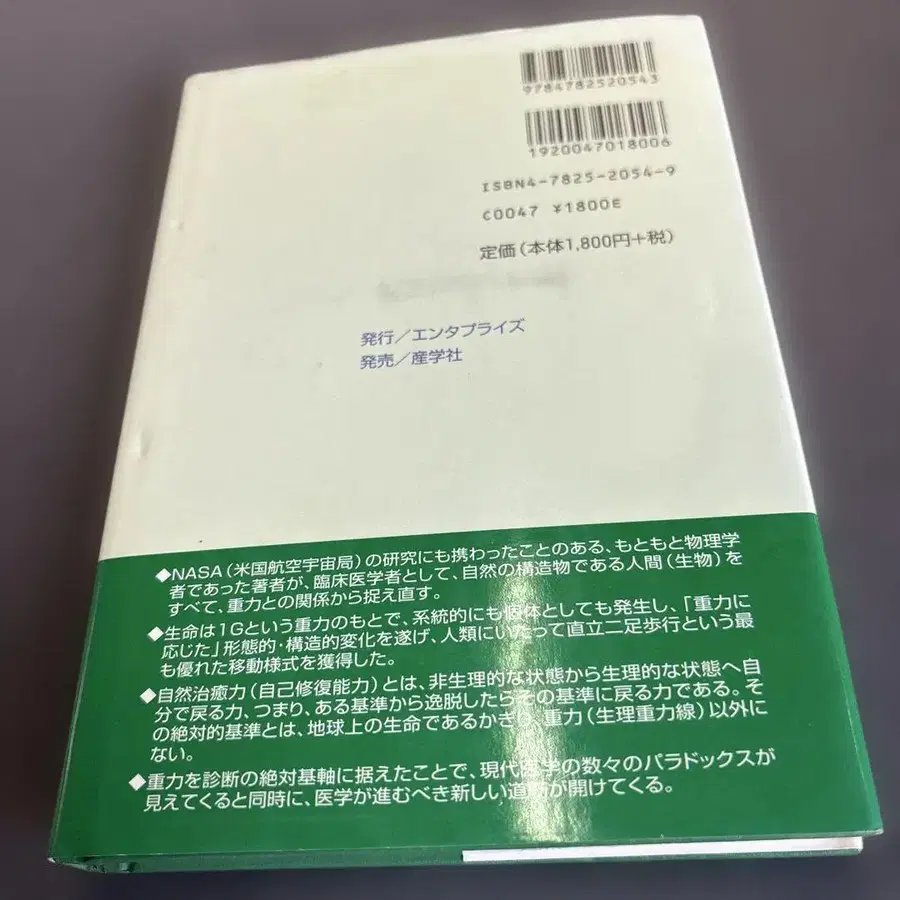 9784782520543
1920047018006
ISBN4-7825-2054-9
C0047 ¥1800E
定価(本体1,800円+税)
発行/エンタプライズ
発売/産学社
◆NASA(米国航空宇宙局)の研究にも携わったことのある、もともと物理学
者であった著者が、臨床医学者として、自然の構造物である人間(生物)を
すべて、重力との関係から捉え直す。
◆生命は1Gという重力のもとで、系統的にも個体としても発生し、「重力に
応じた」形態的・構造的変化を遂げ、人類にいたって直立二足歩行という最
も優れた移動様式を獲得した。
◆自然治癒力(自己修復能力)とは、非生理的な状態から生理的な状態へ自
分で戻る力、つまり、ある基準から逸脱したらその基準に戻る力である。そ
の絶対的基準とは、地球上の生命であるかぎり、重力(生理重力線)以外に
ない。
◆重力を診断の絶対基軸に据えたことで、現代医学の数々のパラドックスが
見えてくると同時に、医学が進むべき新しい道筋が開けてくる。